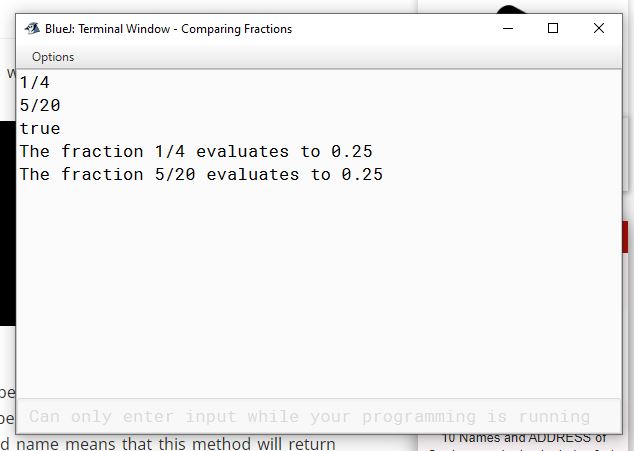 BlueJ: Terminal Window - Comparing Fractions
Options
1/4
5/20
true
The fraction 1/4 evaluates to 0.25
The fraction 5/20 evaluates to 0.25
Can only enter input while your programming is running
d name means that this method will return
10 Names and ADDRESS of